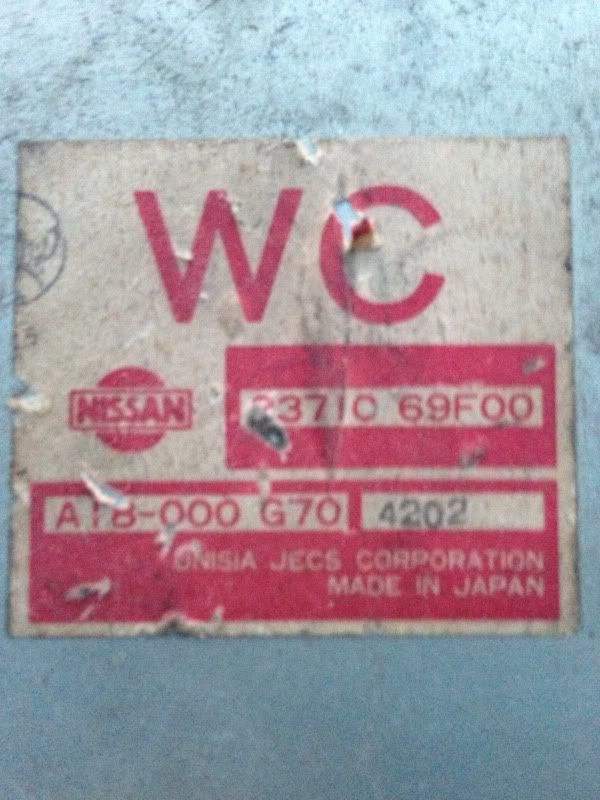 WC
NISSAN
23710 69F00
A18-000 G70 4202
UNISIA JECS CORPORATION
MADE IN JAPAN